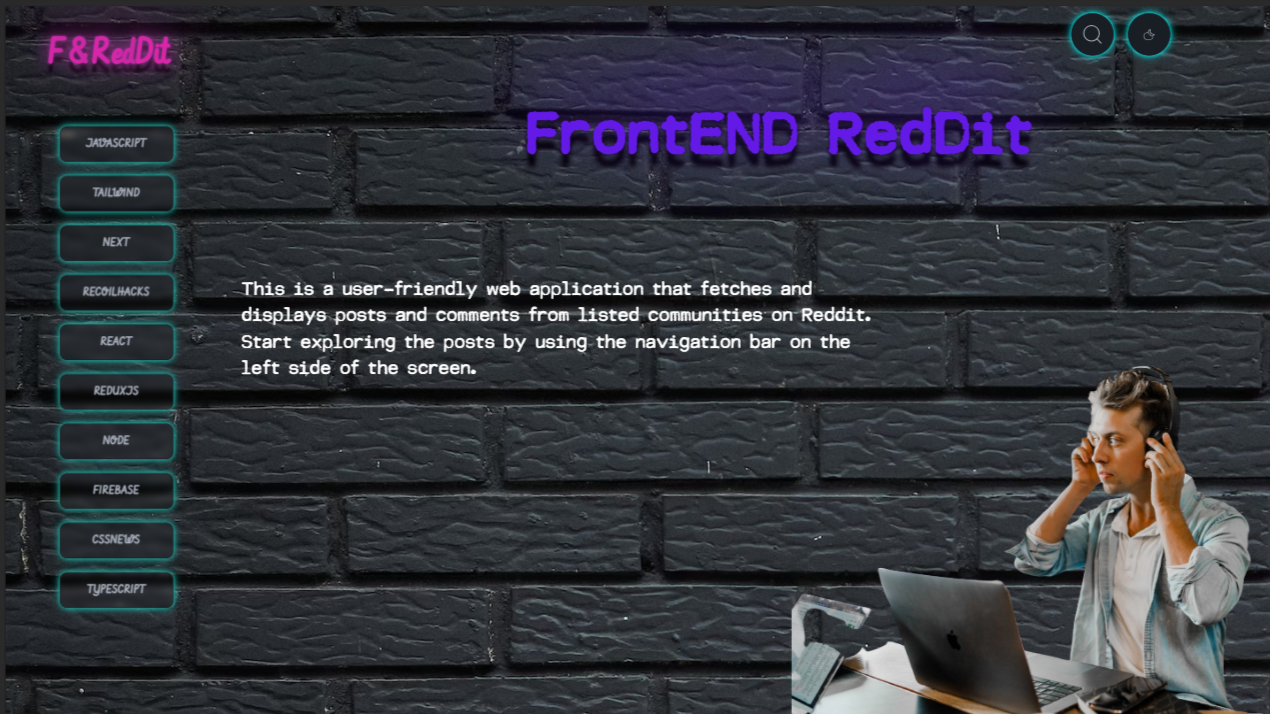 F&RedDit
FrontEND RedDit
JAVASCRIPT
TAILWIND
NEXT
RECOILHACKS
REACT
REDUXJS
NODE
FIREBASE
CSSNEWS
TYPESCRIPT
This is a user-friendly web application that fetches and
displays posts and comments from listed communities on Reddit.
Start exploring the posts by using the navigation bar on the
left side of the screen.